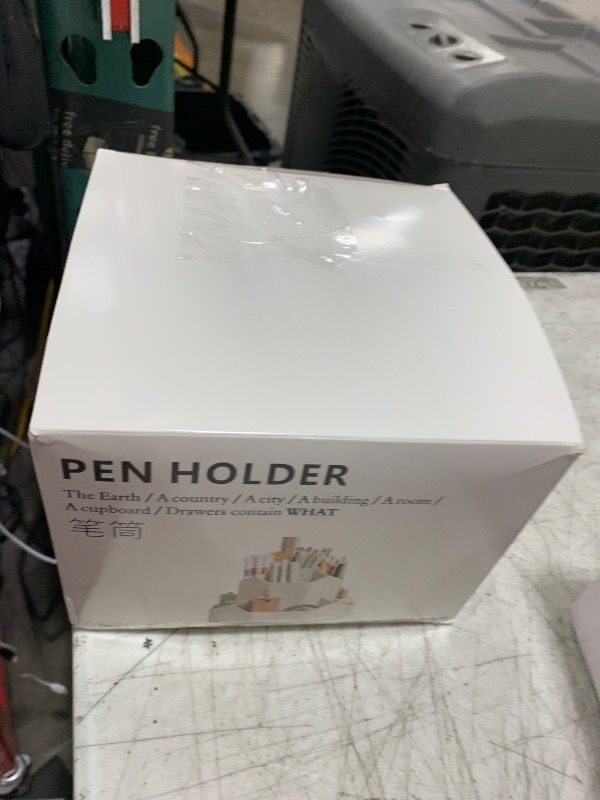 PEN HOLDER
The Earth / A country / A city / A building / A room /
A cupboard / Drawers contain WHAT
笔筒